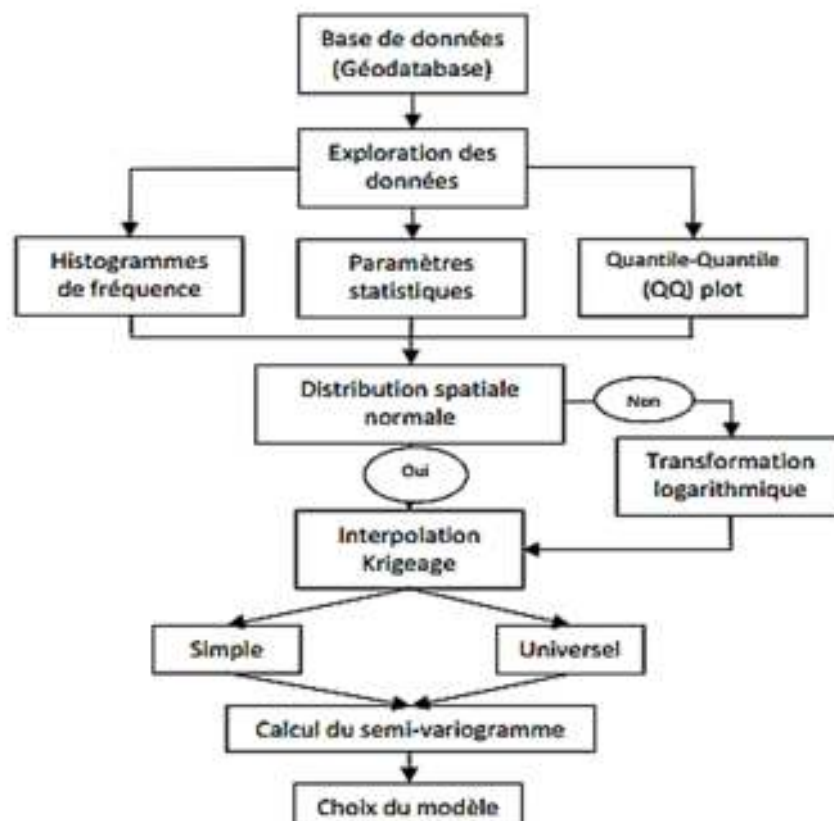 Base de données
(Géodatabase)
Exploration des
données
Histogrammes
de fréquence
Paramètres
statistiques
Quantile-Quantile
(QQ) plot
Distribution spatiale
normale
Non
Oui
Transformation
logarithmique
Interpolation
Krigeage
Simple
Universel
Calcul du semi-variogramme
Choix du modèle